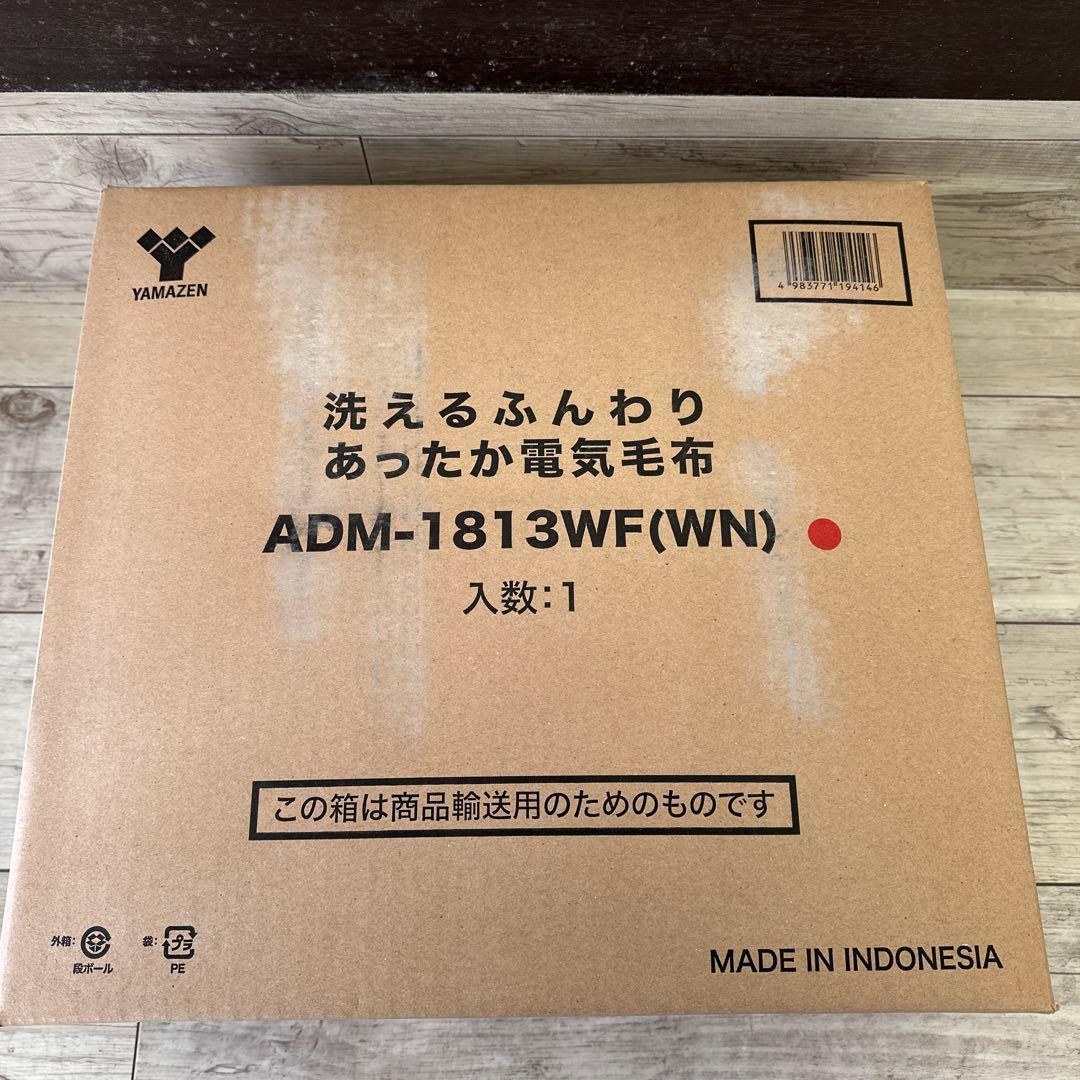 YAMAZEN
4 983771 194146
洗えるふんわり
あったか電気毛布
ADM-1813WF(WN)
入数:1
この箱は商品輸送用のためのものです
外箱: 段ボール
袋: プラ PE
MADE IN INDONESIA